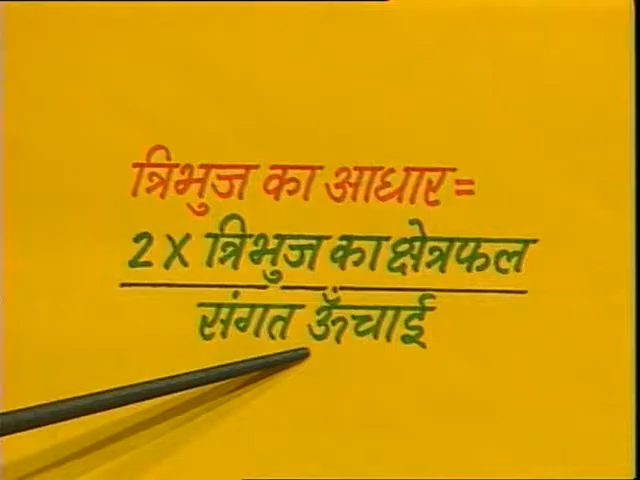 त्रिभुज का आधार =
2 X त्रिभुज का क्षेत्रफल
संगत ऊँचाई